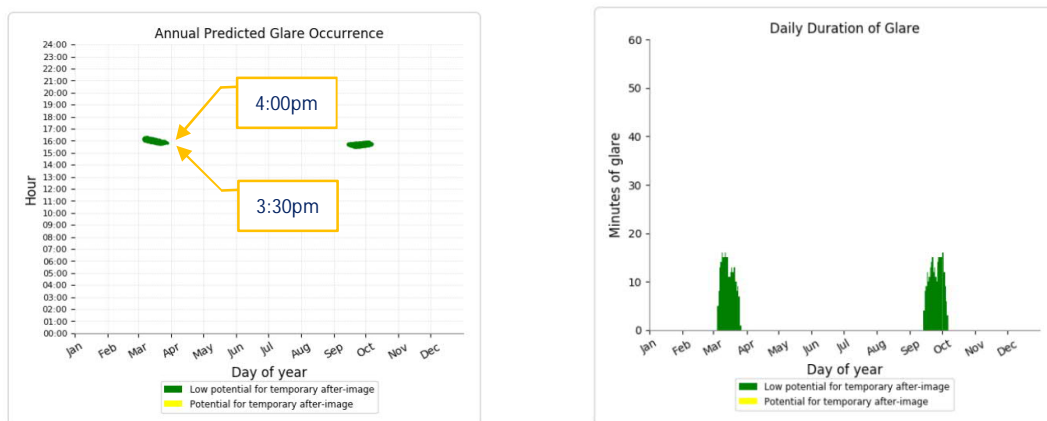 Annual Predicted Glare Occurrence
24:00
23:00
22:00
21:00
20:00
19:00
18:00
17:00
16:00
15:00
14:00
13:00
12:00
11:00
10:00
09:00
08:00
07:00
06:00
05:00
04:00
03:00
02:00
01:00
00:00
Hour
4:00pm
3:30pm
Jan Feb Mar Apr May Jun Jul Aug Sep Oct Nov Dec
Day of year
Low potential for temporary after-image
Potential for temporary after-image
Daily Duration of Glare
60
50
40
30
20
10
0
Minutes of glare
Jan Feb Mar Apr May Jun Jul Aug Sep Oct Nov Dec
Day of year
Low potential for temporary after-image
Potential for temporary after-image